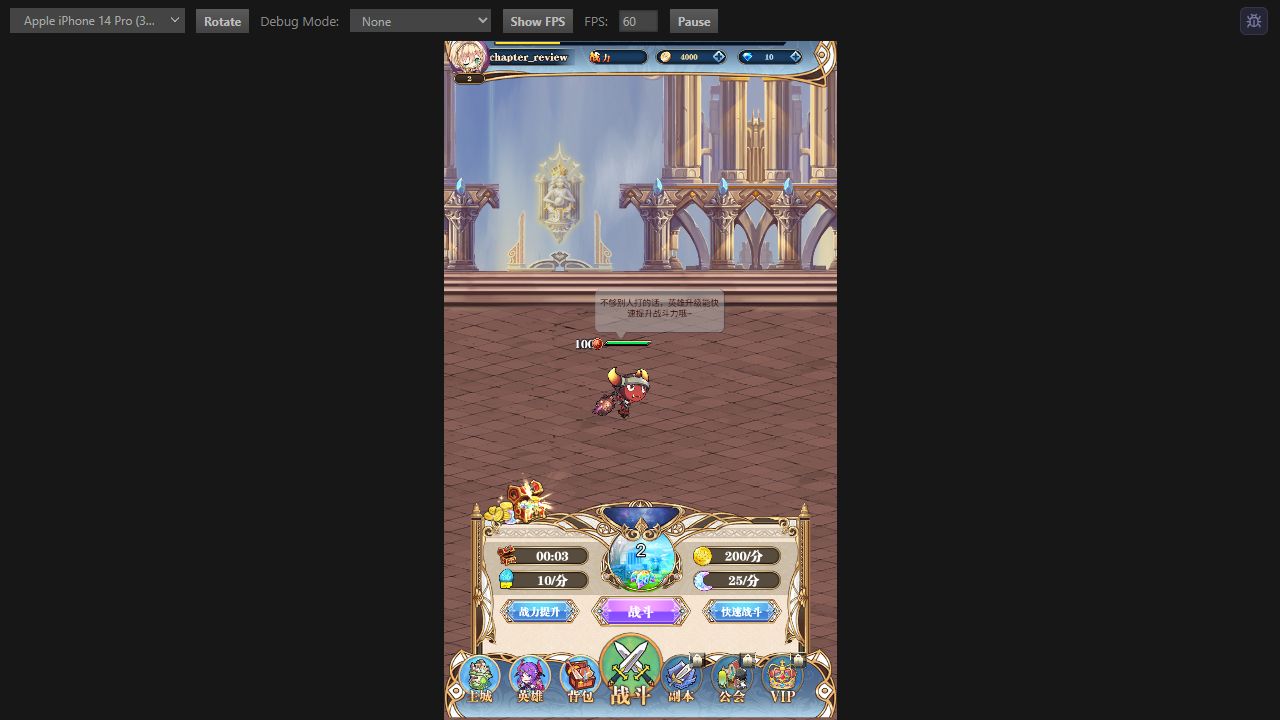 Apple iPhone 14 Pro (3...
Rotate
Debug Mode:
None
Show FPS
FPS:
60
Pause
chapter_review
战力
4000
10
2
不够别人打的话，英雄升级能快
速提升战斗力哦~
100
2
00:03
200/分
10/分
25/分
战力提升
战斗
快速战斗
主城
英雄
背包
战斗
副本
公会
VIP